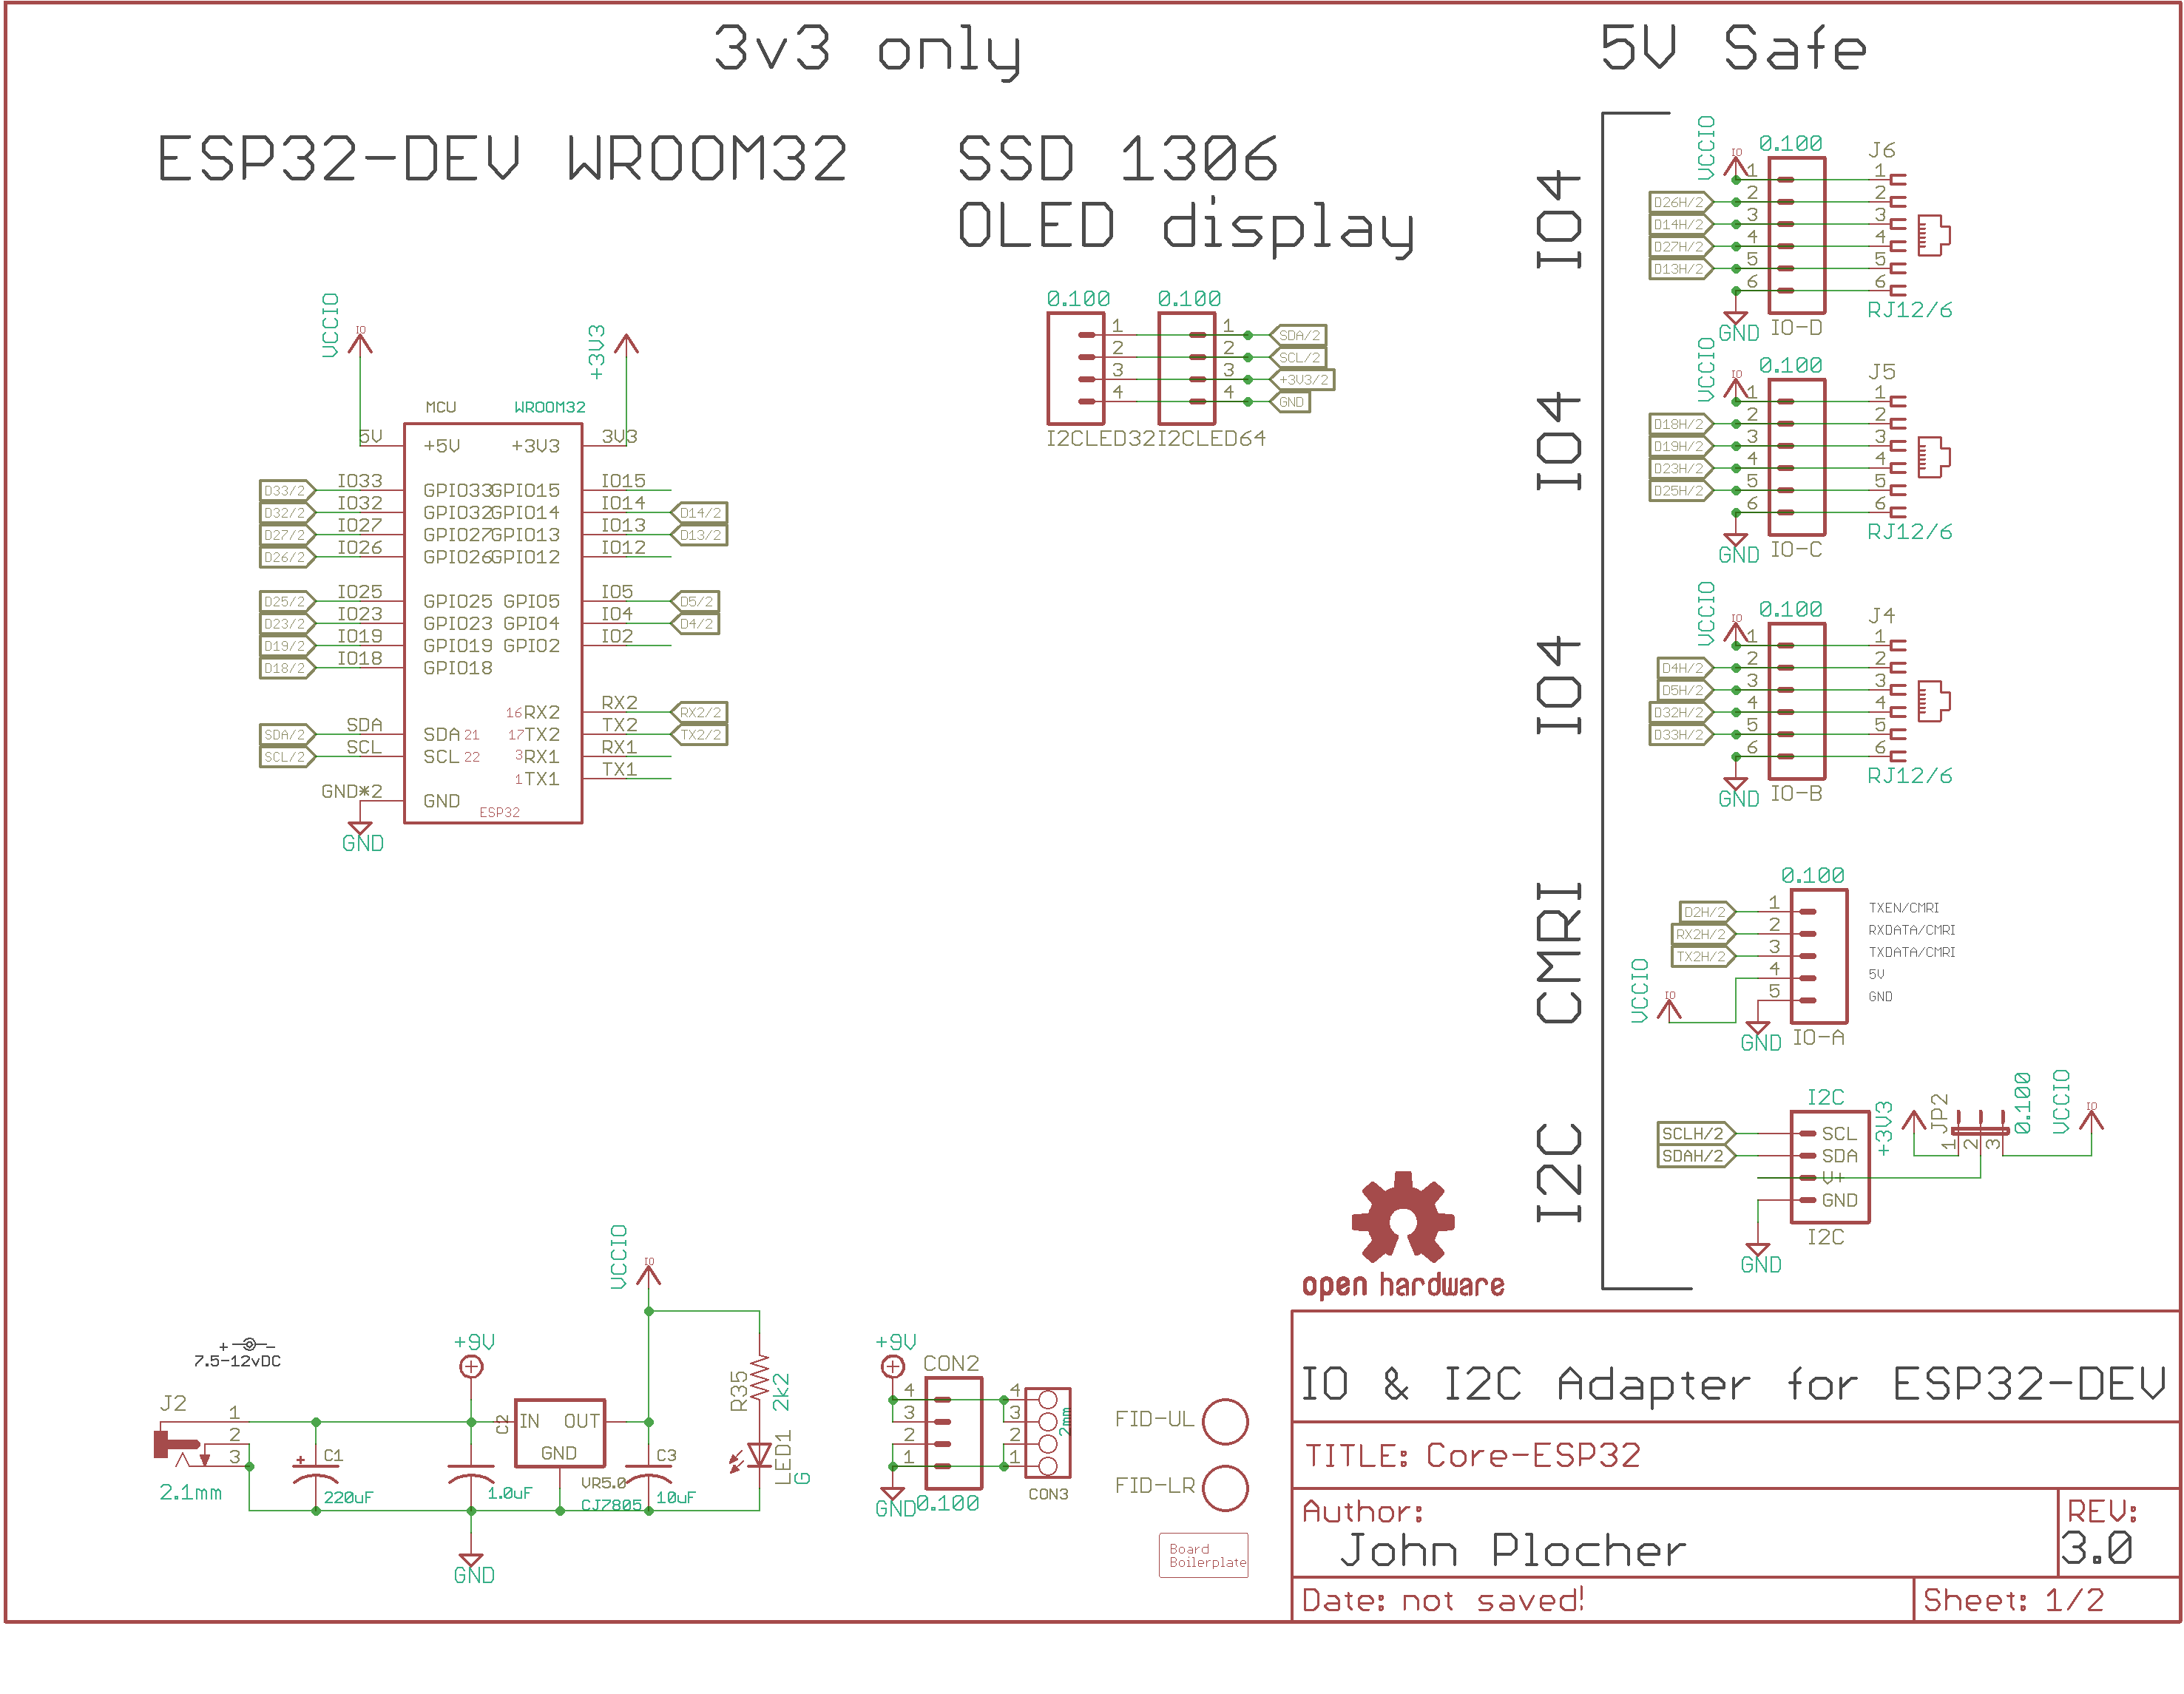 3v3 only
5V Safe
ESP32-DEV WROOM32
SSD 1306
OLED display
VCCIO
IO
+3V3
MCU
WROOM32
5V
+5V
+3V3
3V3
D33/2
IO33
GPIO33
GPIO15
IO15
D32/2
IO32
GPIO32
GPIO14
IO14
D14/2
D27/2
IO27
GPIO27
GPIO13
IO13
D13/2
D26/2
IO26
GPIO26
GPIO12
IO12
D25/2
IO25
GPIO25
GPIO5
IO5
D5/2
D23/2
IO23
GPIO23
GPIO4
IO4
D4/2
D19/2
IO19
GPIO19
GPIO2
IO2
D18/2
IO18
GPIO18
16
RX2
RX2
RX2/2
SDA/2
SDA
SDA
21
17
TX2
TX2
TX2/2
SCL/2
SCL
SCL
22
3
RX1
RX1
1
TX1
TX1
GND*2
GND
ESP32
GND
0.100
0.100
1
1
SDA/2
2
2
SCL/2
3
3
+3V3/2
4
4
GND
I2CLED32
I2CLED64
IO4
VCCIO
IO
0.100
J6
1
1
D26H/2
2
2
D14H/2
3
3
D27H/2
4
4
D13H/2
5
5
6
6
GND
IO-D
RJ12/6
IO4
VCCIO
IO
0.100
J5
1
1
D18H/2
2
2
D19H/2
3
3
D23H/2
4
4
D25H/2
5
5
6
6
GND
IO-C
RJ12/6
IO4
VCCIO
IO
0.100
J4
1
1
D4H/2
2
2
D5H/2
3
3
D32H/2
4
4
D33H/2
5
5
6
6
GND
IO-B
RJ12/6
CMRI
0.100
D2H/2
1
TXEN/CMRI
RX2H/2
2
RXDATA/CMRI
TX2H/2
3
TXDATA/CMRI
4
5V
5
GND
VCCIO
IO
GND
IO-A
I2C
I2C
SCLH/2
SCL
SDAH/2
SDA
V+
GND
I2C
GND
+3V3
JP2
1
2
3
0.100
VCCIO
IO
open hardware
VCCIO
IO
7.5-12vDC
+
-
J2
1
2
3
2.1mm
+
C1
220uF
+9V
C2
1.0uF
GND
IN
OUT
GND
VR5.0
CJ7805
C3
10uF
R35
2k2
LED1
G
+9V
CON2
4
3
2
1
GND
0.100
4
3
2
1
2mm
CON3
FID-UL
FID-LR
Board
Boilerplate
IO & I2C Adapter for ESP32-DEV
TITLE: Core-ESP32
Author:
John Plocher
REV:
3.0
Date: not saved!
Sheet: 1/2